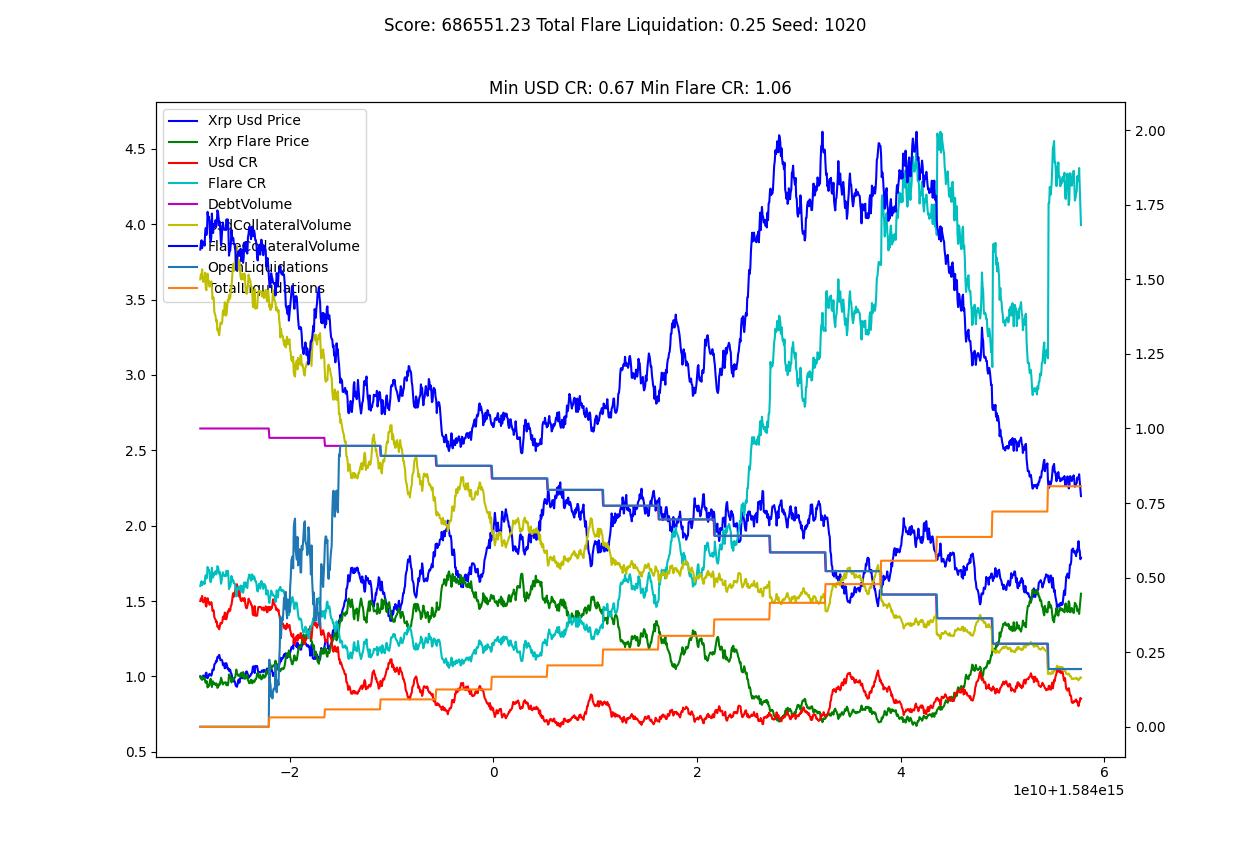 Score: 686551.23 Total Flare Liquidation: 0.25 Seed: 1020
Min USD CR: 0.67 Min Flare CR: 1.06
Xrp Usd Price
Xrp Flare Price
Usd CR
Flare CR
DebtVolume
UsdCollateralVolume
FlareCollateralVolume
OpenLiquidations
TotalLiquidations
4.5
4.0
3.5
3.0
2.5
2.0
1.5
1.0
0.5
2.00
1.75
1.50
1.25
1.00
0.75
0.50
0.25
0.00
−2
0
2
4
6
1e10+1.584e15